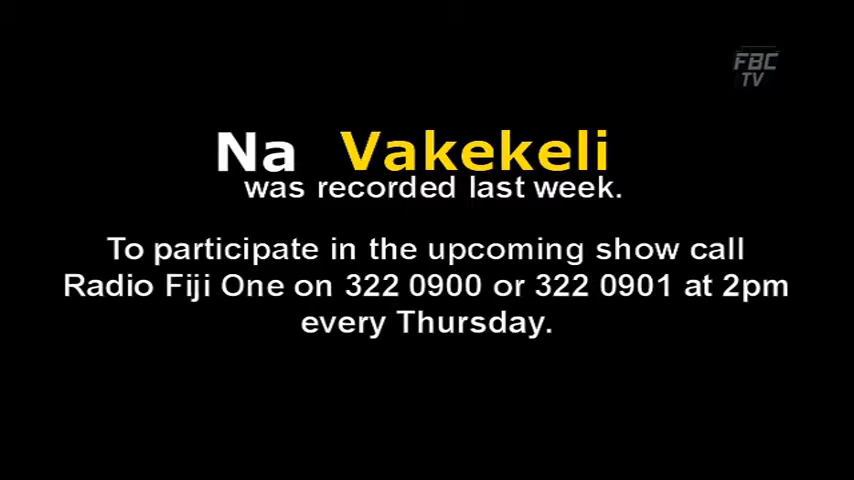 FBC
TV
Na Vakekeli
was recorded last week.
To participate in the upcoming show call
Radio Fiji One on 322 0900 or 322 0901 at 2pm
every Thursday.